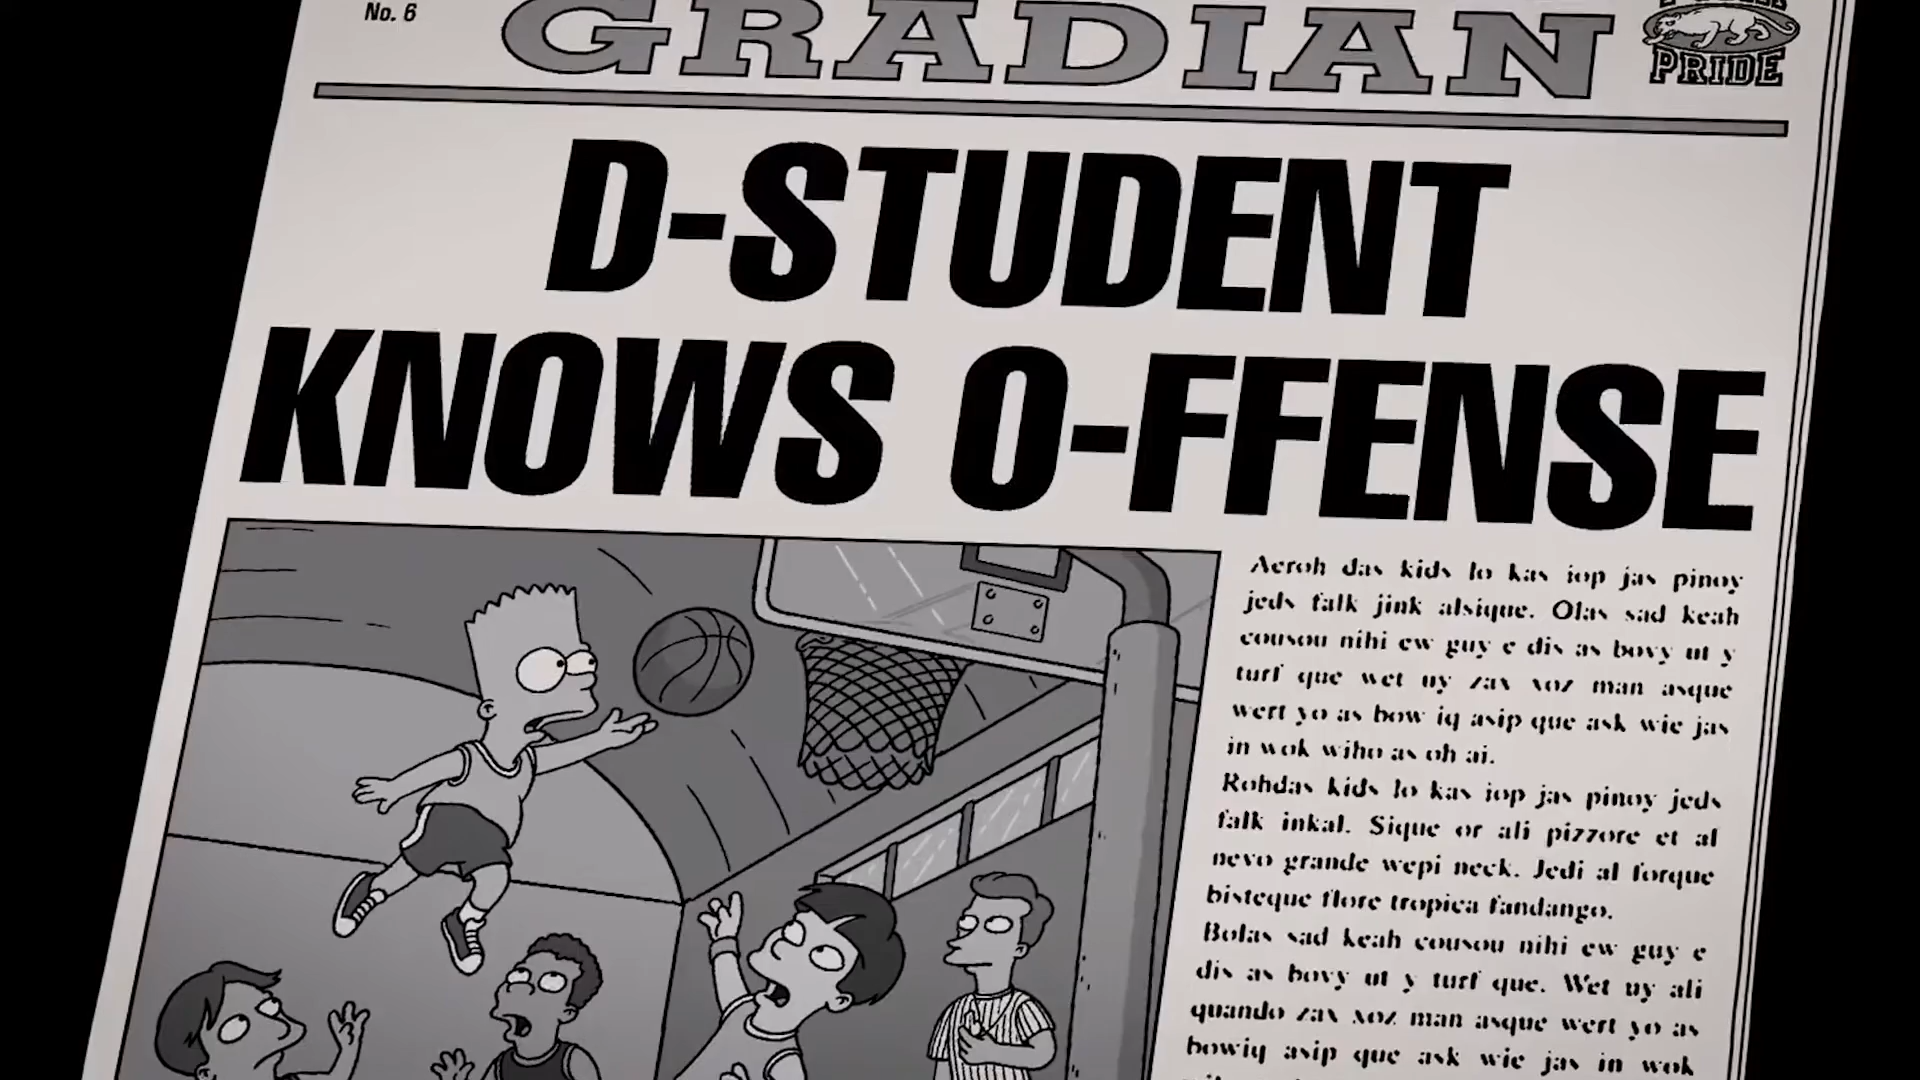 No. 6
GRADIAN
PRIDE
D-STUDENT
KNOWS O-FFENSE
Aeroh das kids lo kas iop jas pinoy
jeds falk jink alsique. Olas sad keah
cousou nihi ew guy e dis as bovy ut y
turf que wet uy zax xoz man asque
wert yo as bow iq asip que ask wie jas
in wok wiho as oh ai.
Rohdas kids lo kas iop jas pinoy jeds
falk inkal. Sique or ali pizzore et al
nevo grande wepi neck. Jedi al forque
bisteque flore tropica fandango.
Bolas sad keah cousou nihi ew guy e
dis as bovy ut y turf que. Wet uy ali
quando zax xoz man asque wert yo as
bowiq asip que ask wie jas in wok